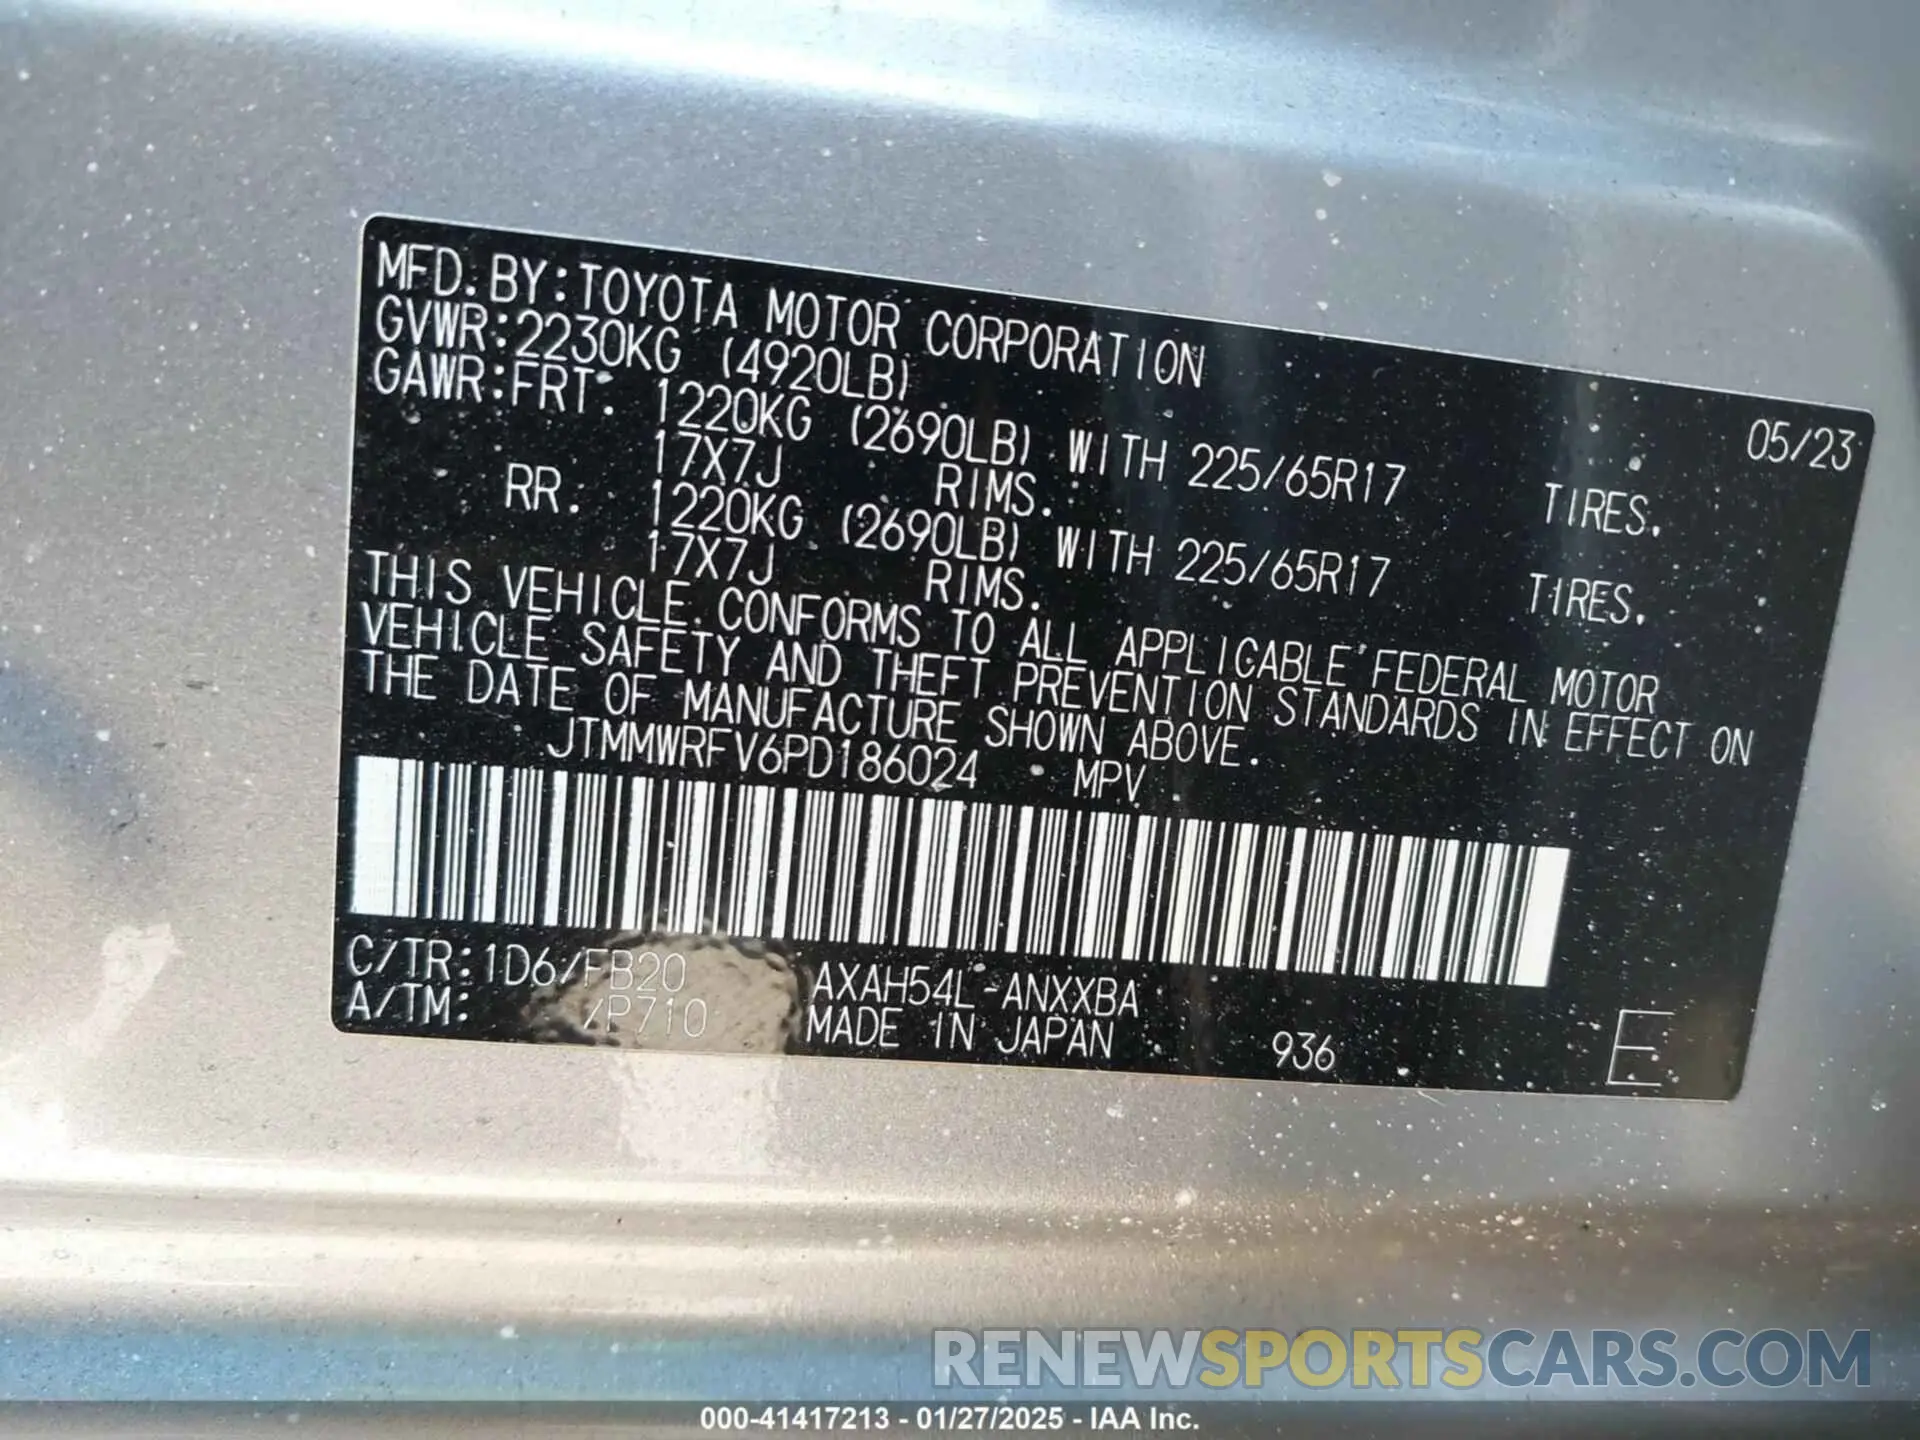 MFD. BY: TOYOTA MOTOR CORPORATION 05/23
GVWR: 2230KG (4920LB)
GAWR: FRT. 1220KG (2690LB) WITH 225/65R17 TIRES.
17X7J RIMS.
RR. 1220KG (2690LB) WITH 225/65R17 TIRES.
17X7J RIMS.
THIS VEHICLE CONFORMS TO ALL APPLICABLE FEDERAL MOTOR
VEHICLE SAFETY AND THEFT PREVENTION STANDARDS IN EFFECT ON
THE DATE OF MANUFACTURE SHOWN ABOVE.
JTMMWRFV6PD186024 MPV
C/TR: 1D6/FB20 AXAH54L-ANXXBA
A/TM: /P710 MADE IN JAPAN 936 E
RENEWSPORTSCARS.COM
000-41417213 - 01/27/2025 - IAA Inc.